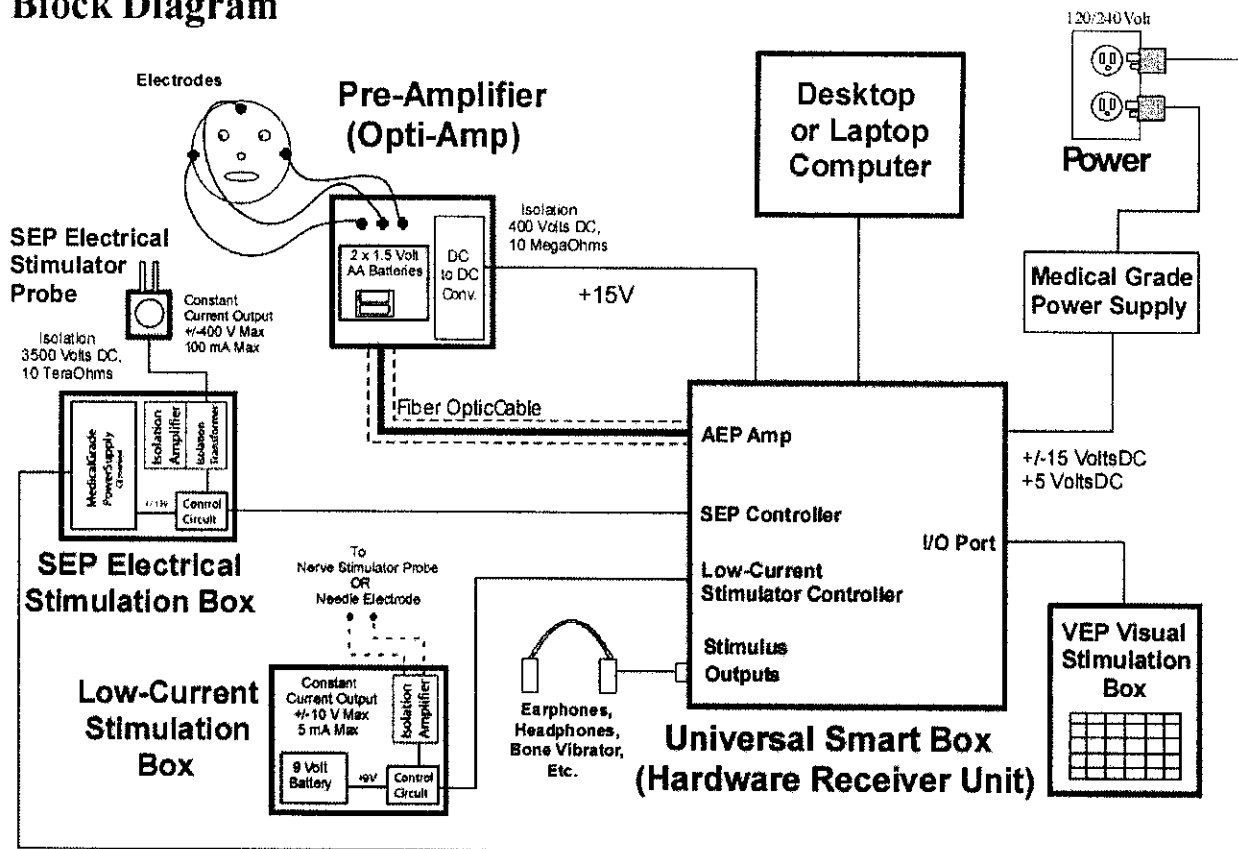 Block Diagram
120/240 Volt
Electrodes
Pre-Amplifier
(Opti-Amp)
Desktop
or Laptop
Computer
Power
Isolation
400 Volts DC,
10 MegaOhms
2 x 1.5 Volt
AA Batteries
DC
to DC
Conv.
+15V
SEP Electrical
Stimulator
Probe
Constant
Current Output
+/-400 V Max
100 mA Max
Isolation
3500 Volts DC,
10 TeraOhms
Medical Grade
Power Supply
Fiber OpticCable
MedicalGrade
PowerSupply
Isolation
Amplifier
Isolation
Transformer
Control
Circuit
SEP Electrical
Stimulation Box
AEP Amp
SEP Controller
Low-Current
Stimulator Controller
Stimulus
Outputs
I/O Port
+/-15 VoltsDC
+5 VoltsDC
To
Nerve Stimulator Probe
OR
Needle Electrode
Low-Current
Stimulation
Box
Constant
Current Output
+/-10 V Max
5 mA Max
Isolation
Amplifier
9 Volt
Battery
+9V
Control
Circuit
Earphones,
Headphones,
Bone Vibrator,
Etc.
Universal Smart Box
(Hardware Receiver Unit)
VEP Visual
Stimulation
Box